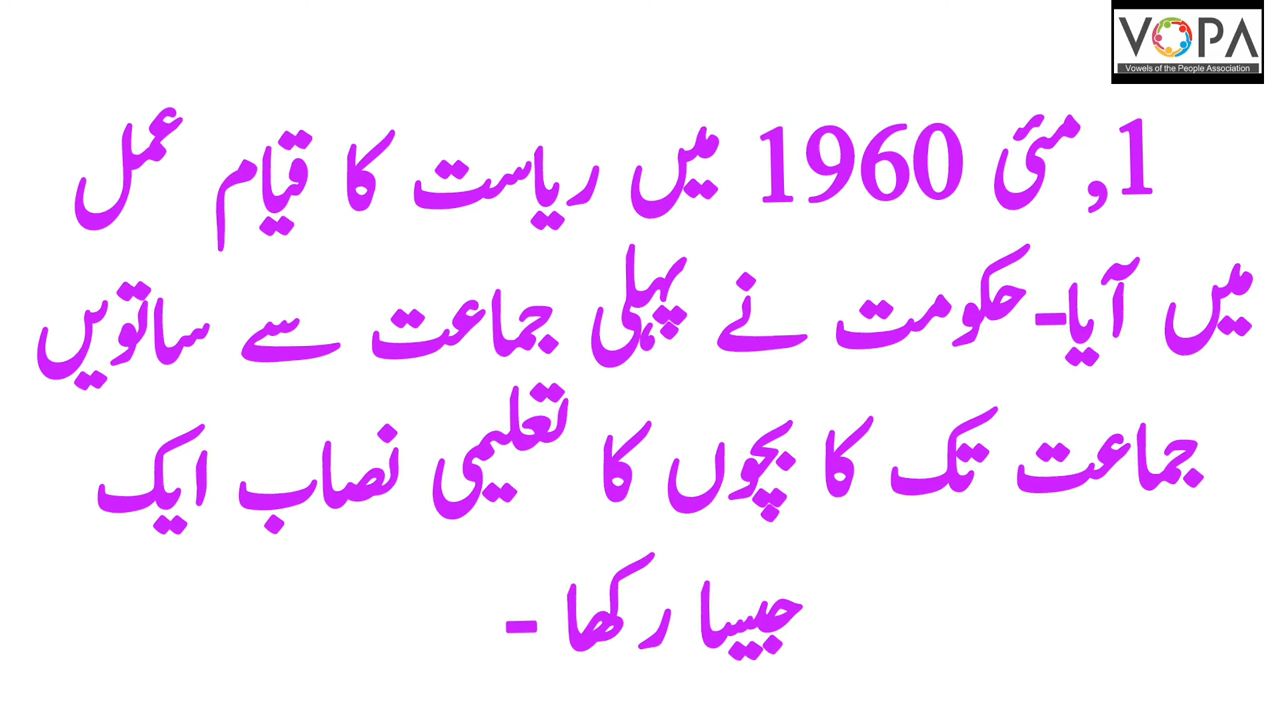 VOPA
Vowels of the People Association
1,مئی 1960 میں ریاست کا قیام عمل
میں آیا-حکومت نے پہلی جماعت سے ساتویں
جماعت تک کا بچوں کا تعلیمی نصاب ایک
جیسا رکھا -